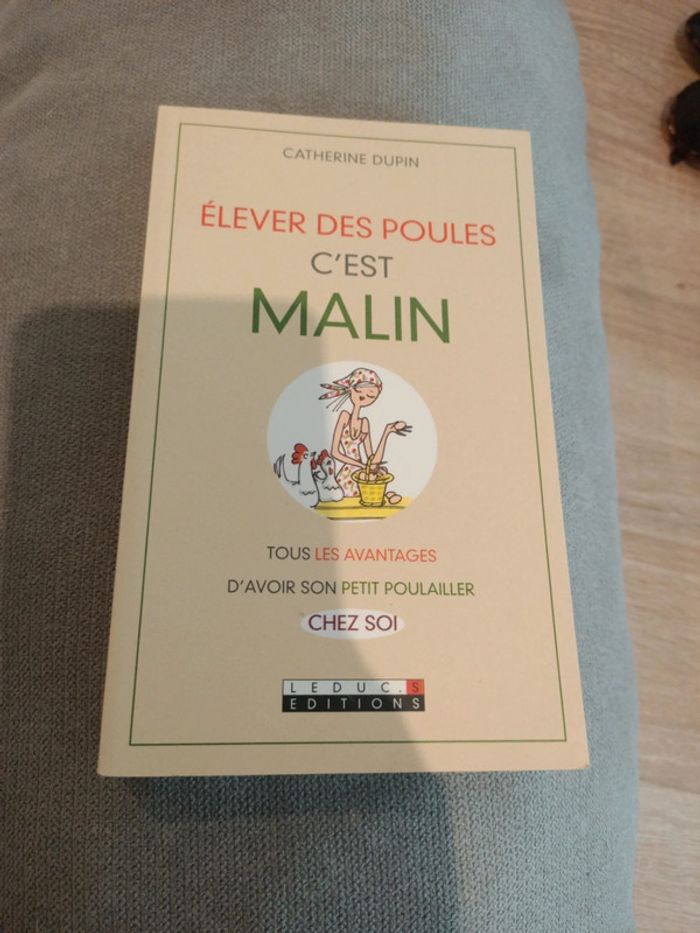 CATHERINE DUPIN
ÉLEVER DES POULES
C'EST
MALIN
TOUS LES AVANTAGES
D'AVOIR SON PETIT POULAILLER
CHEZ SOI
LEDUC.S
EDITIONS